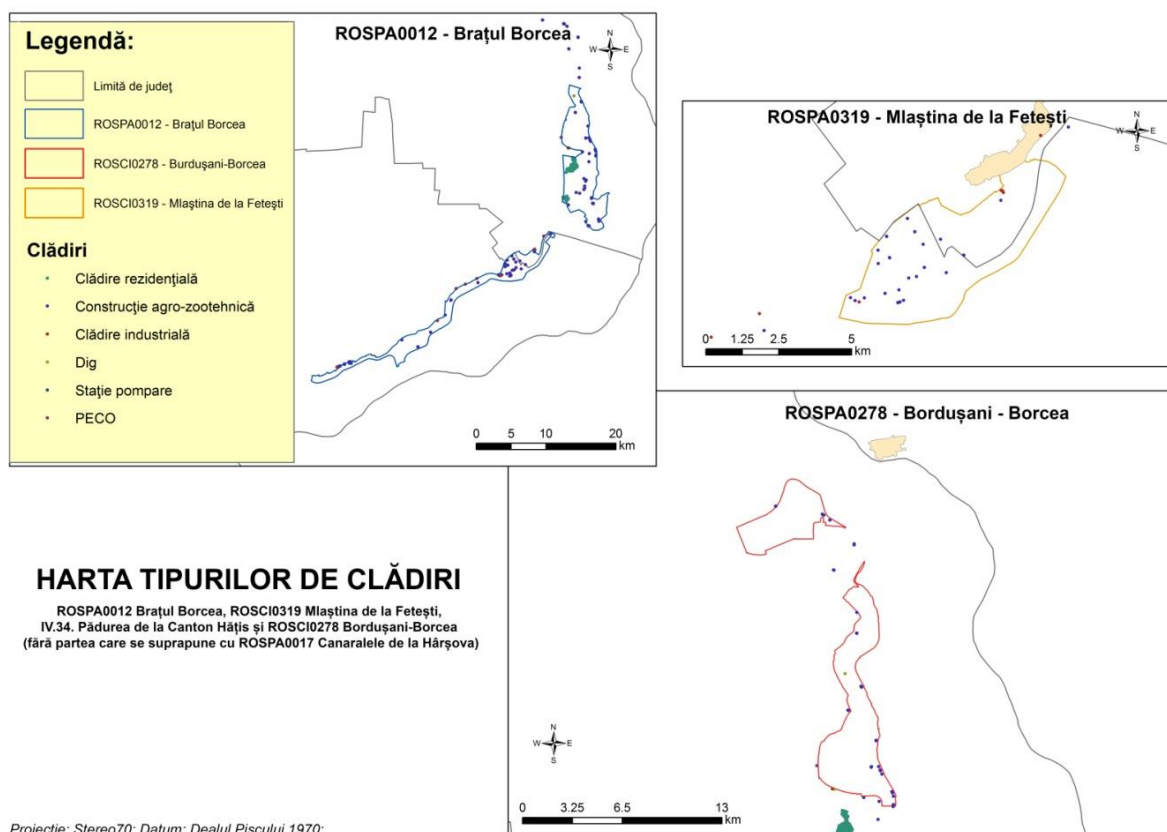 Legendă:
Limită de județ
ROSPA0012 - Brațul Borcea
ROSCI0278 - Burdușani-Borcea
ROSCI0319 - Mlaștina de la Fetești
Clădiri
Clădire rezidențială
Construcție agro-zootehnică
Clădire industrială
Dig
Stație pompare
PECO
ROSPA0012 - Brațul Borcea
N
W E
S
0 5 10 20
km
ROSPA0319 - Mlaștina de la Fetești
N
W E
S
0 1.25 2.5 5
km
ROSPA0278 - Bordușani - Borcea
N
W E
S
0 3.25 6.5 13
km
HARTA TIPURILOR DE CLĂDIRI
ROSPA0012 Brațul Borcea, ROSCI0319 Mlaștina de la Fetești,
IV.34. Pădurea de la Canton Hățiș și ROSCI0278 Bordușani-Borcea
(fără partea care se suprapune cu ROSPA0017 Canaralele de la Hârșova)
Proiecție: Stereo70; Datum: Dealul Piscului 1970;